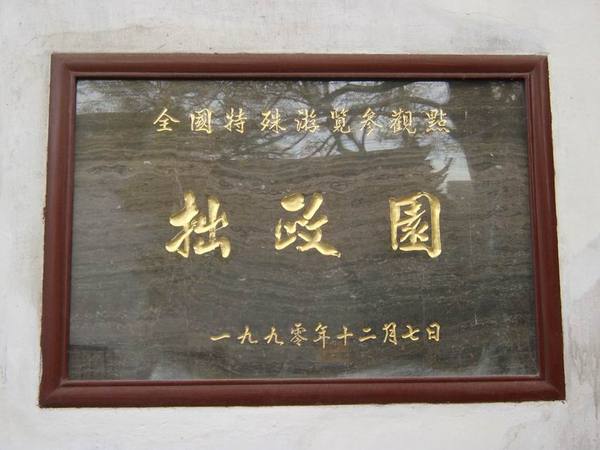 全國特殊游覽參觀點
拙政園
一九九零年十二月七日